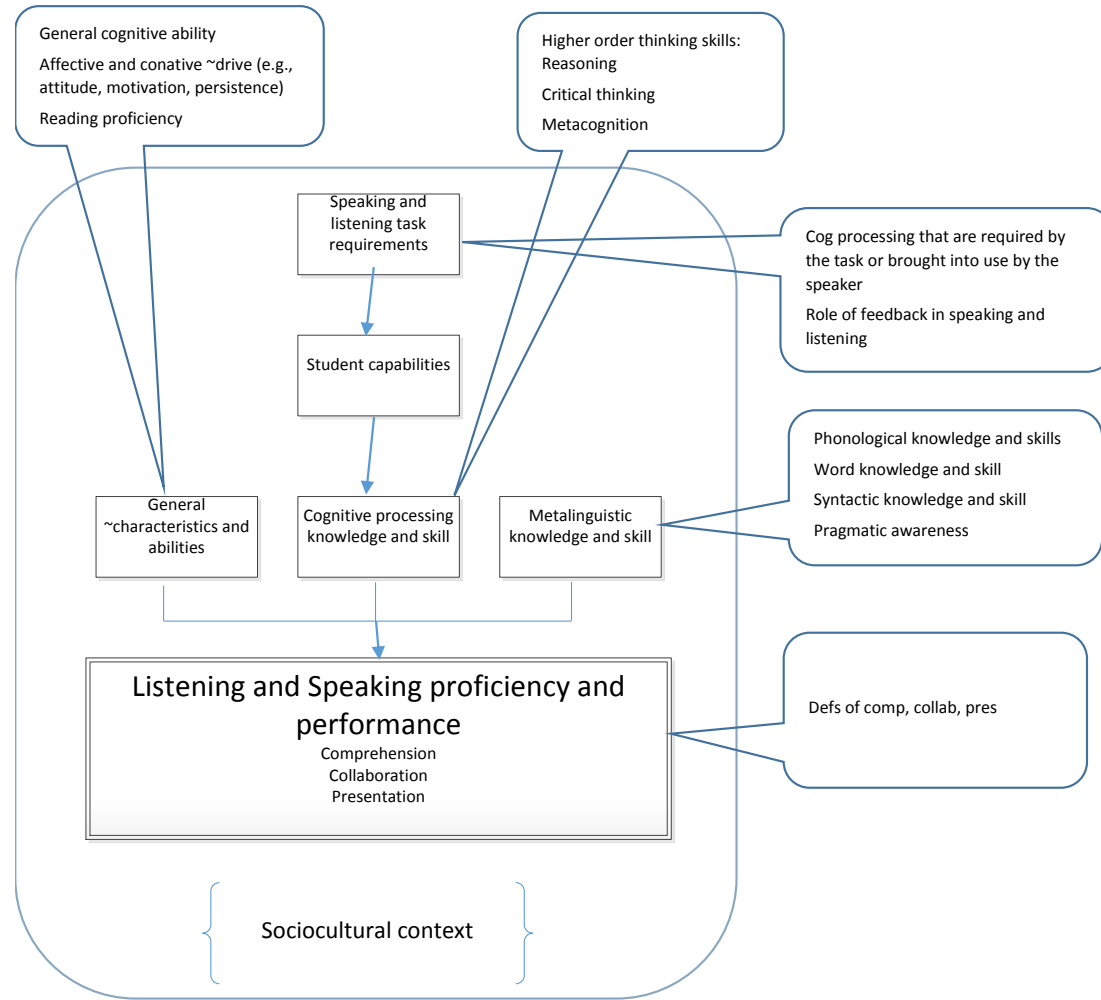 General cognitive ability
Affective and conative ~drive (e.g.,
attitude, motivation, persistence)
Reading proficiency
Higher order thinking skills:
Reasoning
Critical thinking
Metacognition
Speaking and
listening task
requirements
Cog processing that are required by
the task or brought into use by the
speaker
Role of feedback in speaking and
listening
Student capabilities
Phonological knowledge and skills
Word knowledge and skill
Syntactic knowledge and skill
Pragmatic awareness
General
~characteristics and
abilities
Cognitive processing
knowledge and skill
Metalinguistic
knowledge and skill
Listening and Speaking proficiency and
performance
Comprehension
Collaboration
Presentation
Defs of comp, collab, pres
Sociocultural context